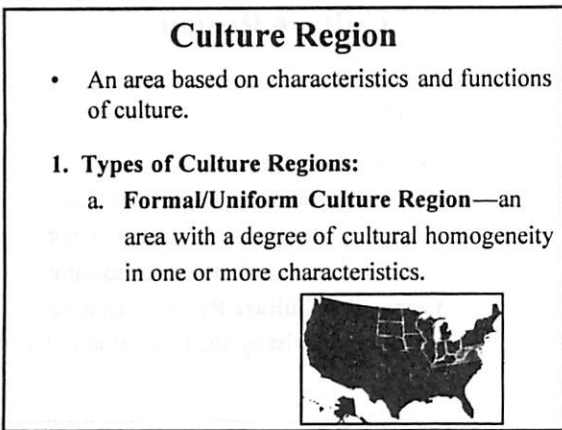 Culture Region
• An area based on characteristics and functions
of culture.
1. Types of Culture Regions:
a. Formal/Uniform Culture Region—an
area with a degree of cultural homogeneity
in one or more characteristics.